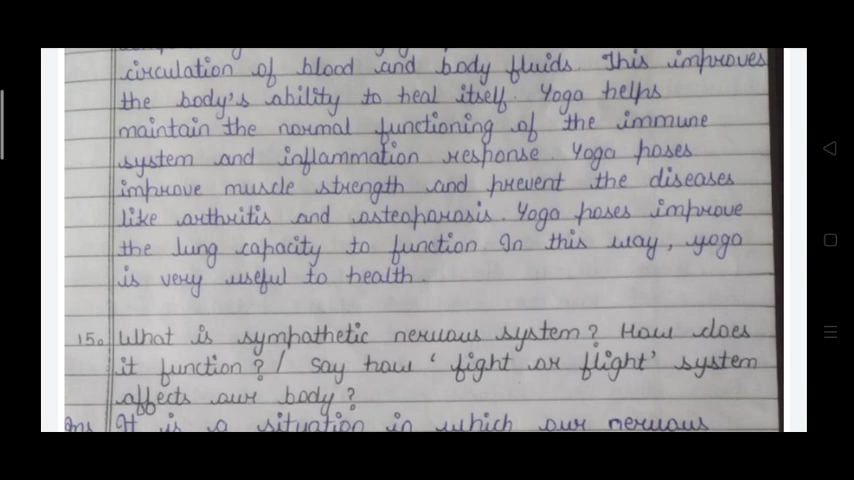 circulation of blood and body fluids. This improves
the body's ability to heal itself. Yoga helps
maintain the normal functioning of the immune
system and inflammation response. Yoga poses
improve muscle strength and prevent the diseases
like arthritis and osteoparosis. Yoga poses improve
the lung capacity to function. In this way, yoga
is very useful to health.
15. What is sympathetic nervous system? How does
it function? / Say how 'fight or flight' system
affects our body?
Ans It is a situation in which our nervous